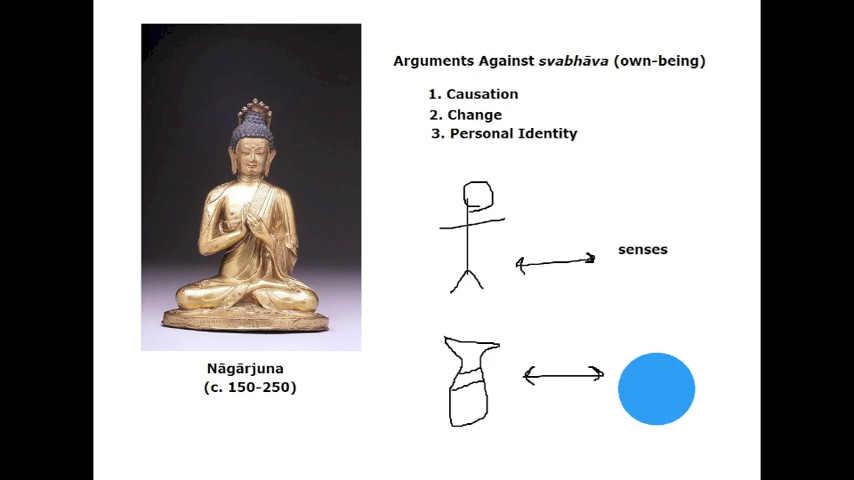 Arguments Against svabhāva (own-being)
1. Causation
2. Change
3. Personal Identity
senses
Nāgārjuna
(c. 150-250)